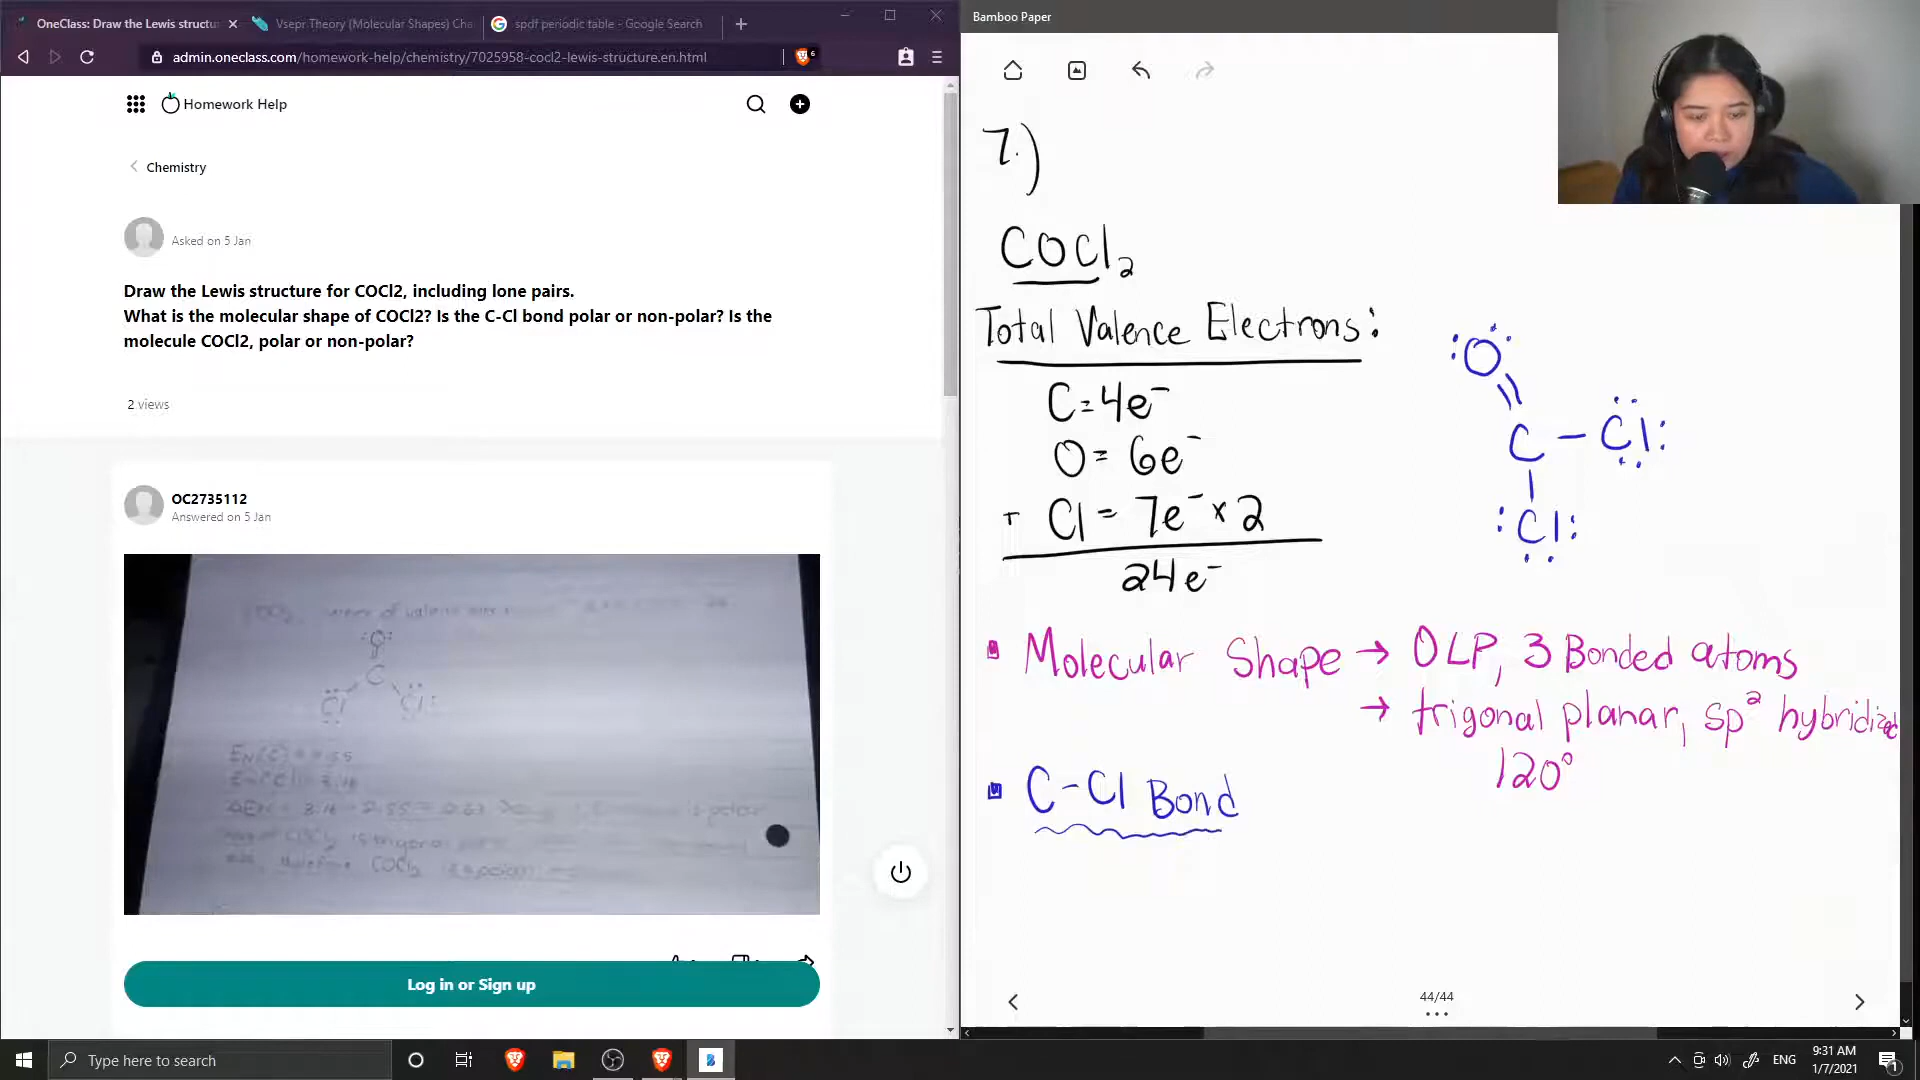 OneClass: Draw the Lewis structu
Vsepr Theory (Molecular Shapes) Cha
spdf periodic table - Google Search
admin.oneclass.com/homework-help/chemistry/7025958-cocl2-lewis-structure.en.html
6
Homework Help
Chemistry
Asked on 5 Jan
Draw the Lewis structure for COCl2, including lone pairs.
What is the molecular shape of COCl2? Is the C-Cl bond polar or non-polar? Is the
molecule COCl2, polar or non-polar?
2 views
OC2735112
Answered on 5 Jan
O
C
Cl Cl
Log in or Sign up
Bamboo Paper
7.)
COCl2
Total Valence Electrons:
C = 4e-
O = 6e-
+ Cl = 7e- × 2
24e-
:O:
C - Cl:
:Cl:
Molecular Shape → 0LP, 3 Bonded atoms
→ trigonal planar, sp² hybridized
120°
C-Cl Bond
44/44
Type here to search
B
ENG
9:31 AM
1/7/2021
1